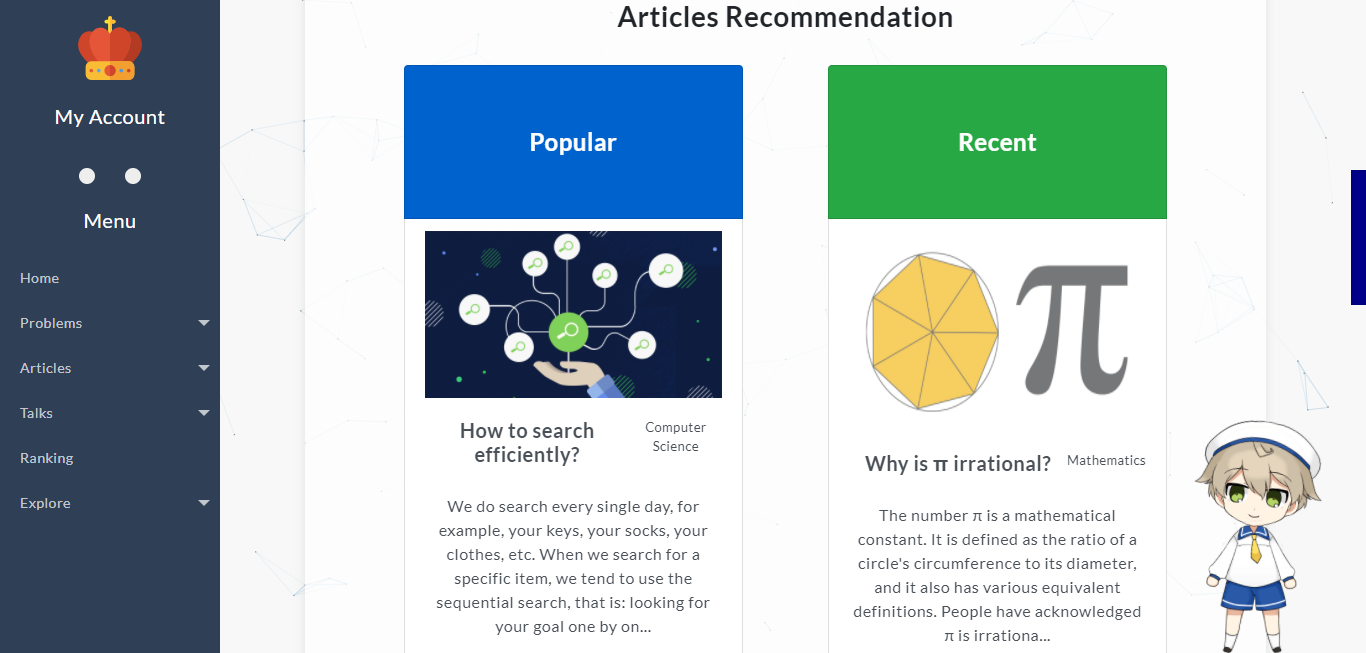 My Account
Menu
Home
Problems
Articles
Talks
Ranking
Explore
Articles Recommendation
Popular
How to search
efficiently?
Computer
Science
We do search every single day, for
example, your keys, your socks, your
clothes, etc. When we search for a
specific item, we tend to use the
sequential search, that is: looking for
your goal one by on...
Recent
π
Why is π irrational?
Mathematics
The number π is a mathematical
constant. It is defined as the ratio of a
circle's circumference to its diameter,
and it also has various equivalent
definitions. People have acknowledged
π is irrationa...